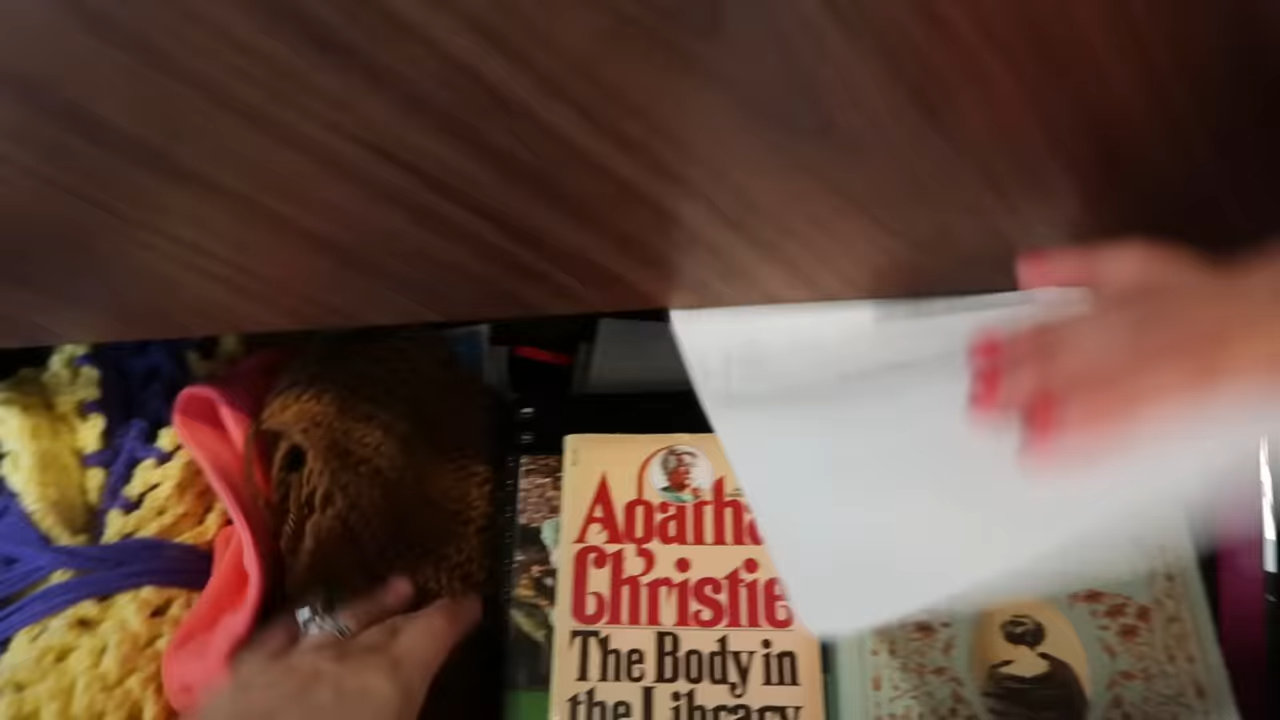 Agatha
Christie
The Body in
the Library